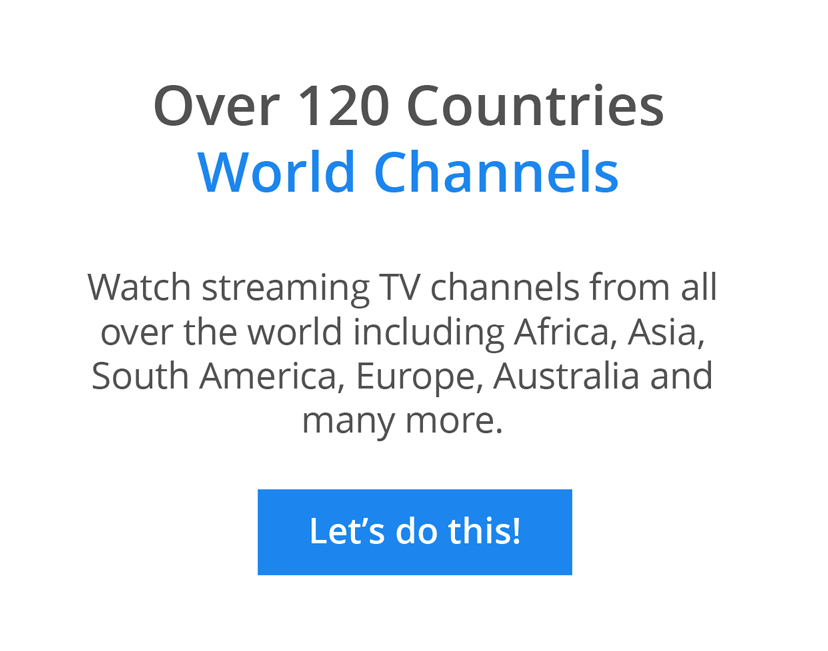 Over 120 Countries
World Channels
Watch streaming TV channels from all
over the world including Africa, Asia,
South America, Europe, Australia and
many more.
Let’s do this!